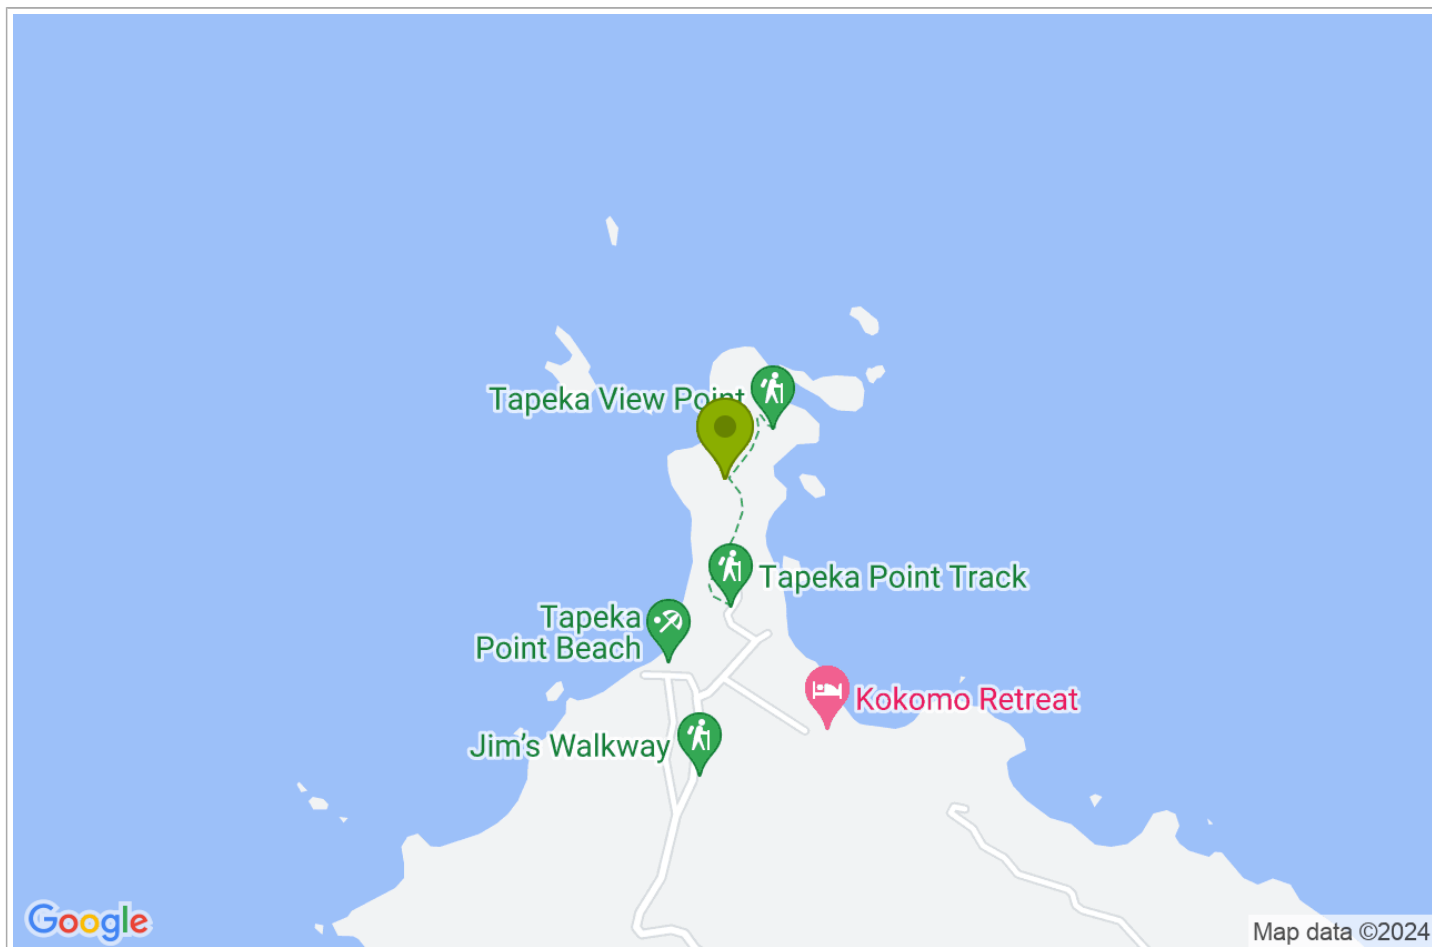 Tapeka View Point
Tapeka Point Track
Tapeka
Point Beach
Kokomo Retreat
Jim’s Walkway
Google
Map data ©2024